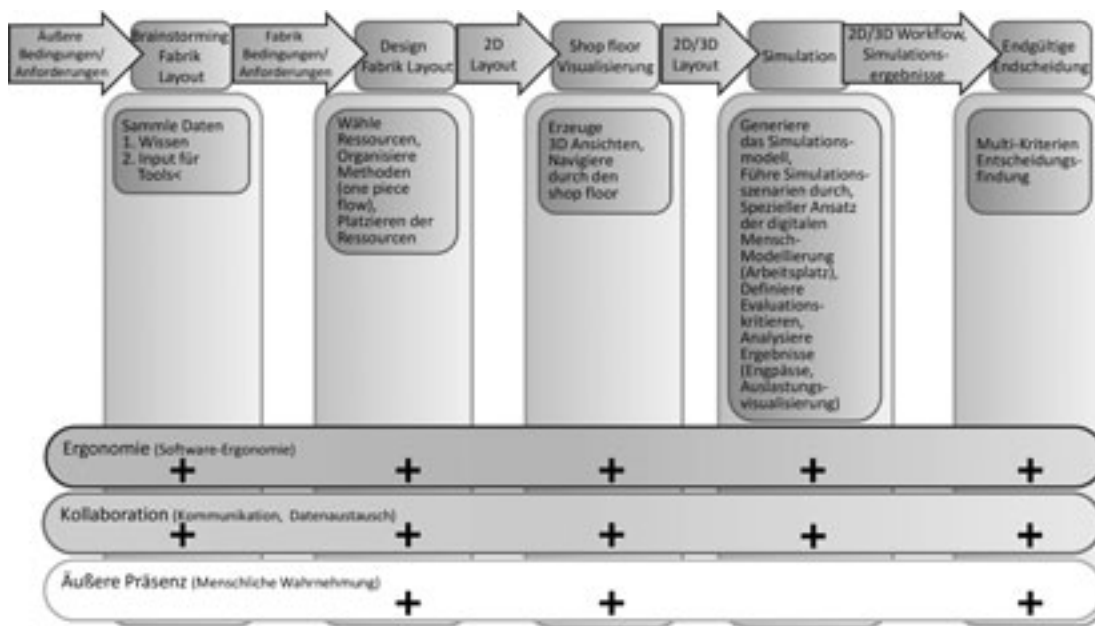 Äußere
Bedingungen/
Anforderungen
Brainstorming
Fabrik
Layout
Fabrik
Bedingungen/
Anforderungen
Design
Fabrik Layout
2D
Layout
Shop floor
Visualisierung
2D/3D
Layout
Simulation
2D/3D Workflow,
Simulations-
ergebnisse
Endgültige
Endscheidung
Sammle Daten
1. Wissen
2. Input für
Tools<
Wähle
Ressourcen,
Organisiere
Methoden
(one piece
flow),
Platzieren der
Ressourcen
Erzeuge
3D Ansichten,
Navigiere
durch den
shop floor
Generiere
das Simulations-
modell,
Führe Simulations-
szenarien durch,
Spezieller Ansatz
der digitalen
Mensch-
Modellierung
(Arbeitsplatz),
Definiere
Evaluations-
kritieren,
Analysiere
Ergebnisse
(Engpässe,
Auslastungs-
visualisierung)
Multi-Kriterien
Entscheidungs-
findung
Ergonomie (Software-Ergonomie)
+ + + + +
Kollaboration (Kommunikation, Datenaustausch)
+ + + + +
Äußere Präsenz (Menschliche Wahrnehmung)
+ + +